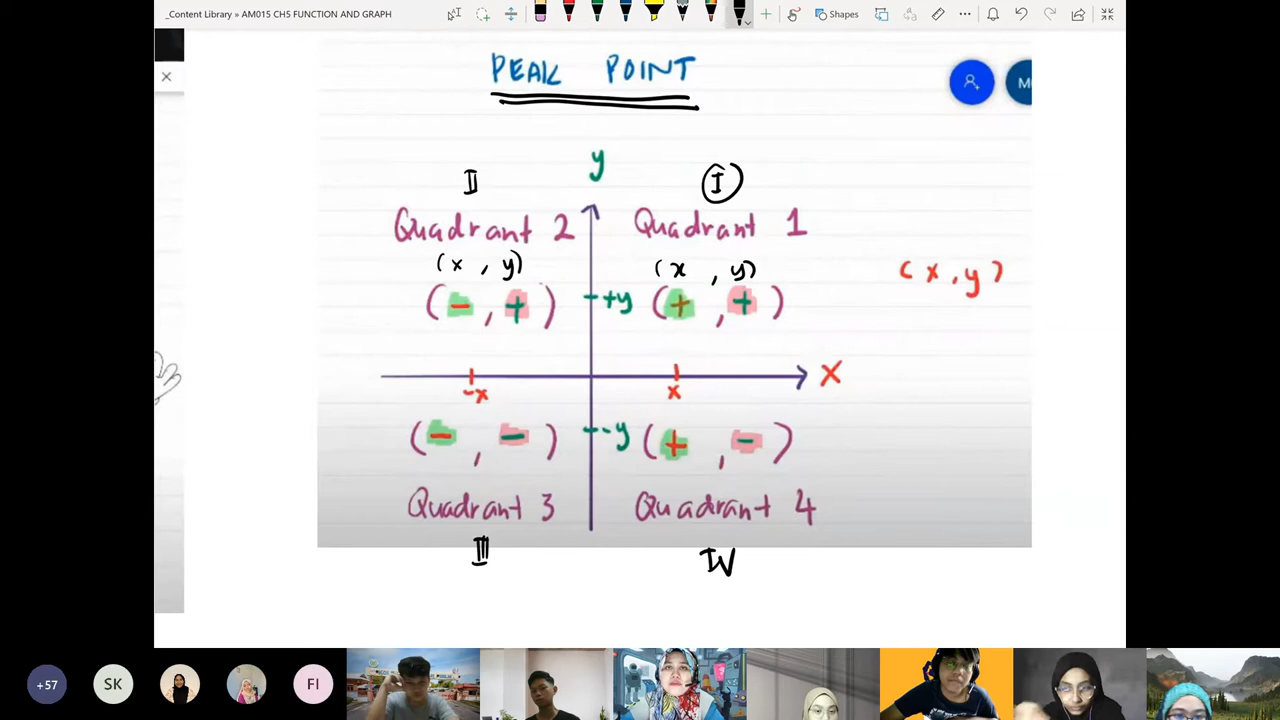 _Content Library » AM015 CH5 FUNCTION AND GRAPH
Shapes
PEAK POINT
y
II
I
Quadrant 2
Quadrant 1
(x , y)
(x , y)
(x , y)
(- , +)
+y
(+ , +)
-x
x
X
(- , -)
-y
(+ , -)
Quadrant 3
Quadrant 4
III
IV
+57
SK
FI